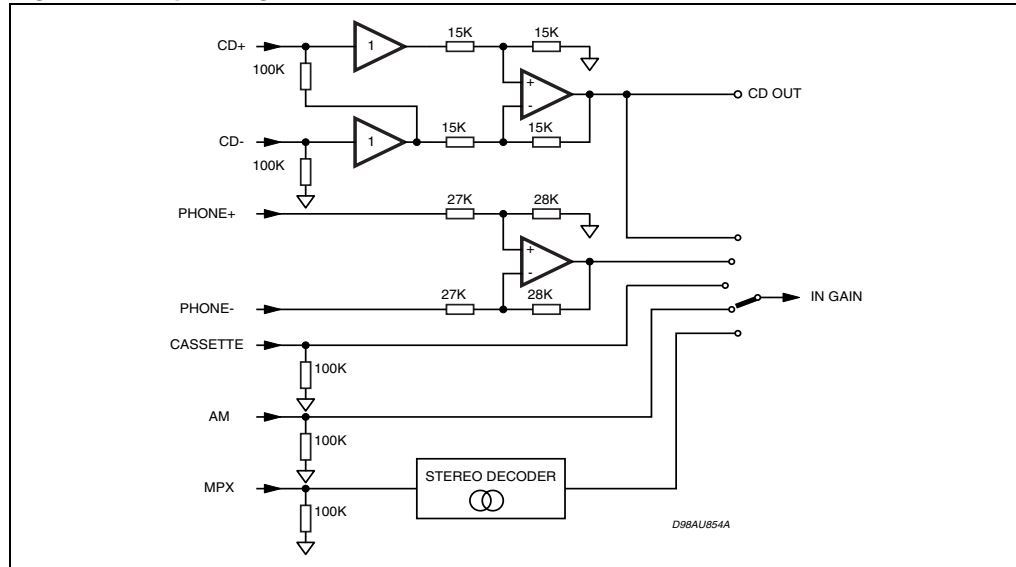 15K 15K
CD+
1
100K
+
-
CD OUT
15K 15K
CD-
1
100K
27K 28K
PHONE+
+
-
27K 28K
IN GAIN
PHONE-
CASSETTE
100K
AM
100K
STEREO DECODER
MPX
100K
D98AU854A